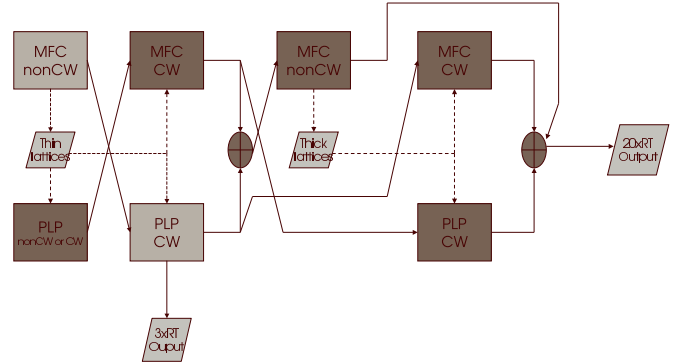 MFC
nonCW
MFC
CW
MFC
nonCW
MFC
CW
Thin
lattices
Thick
lattices
20xRT
Output
PLP
nonCW or CW
PLP
CW
PLP
CW
3xRT
Ouput